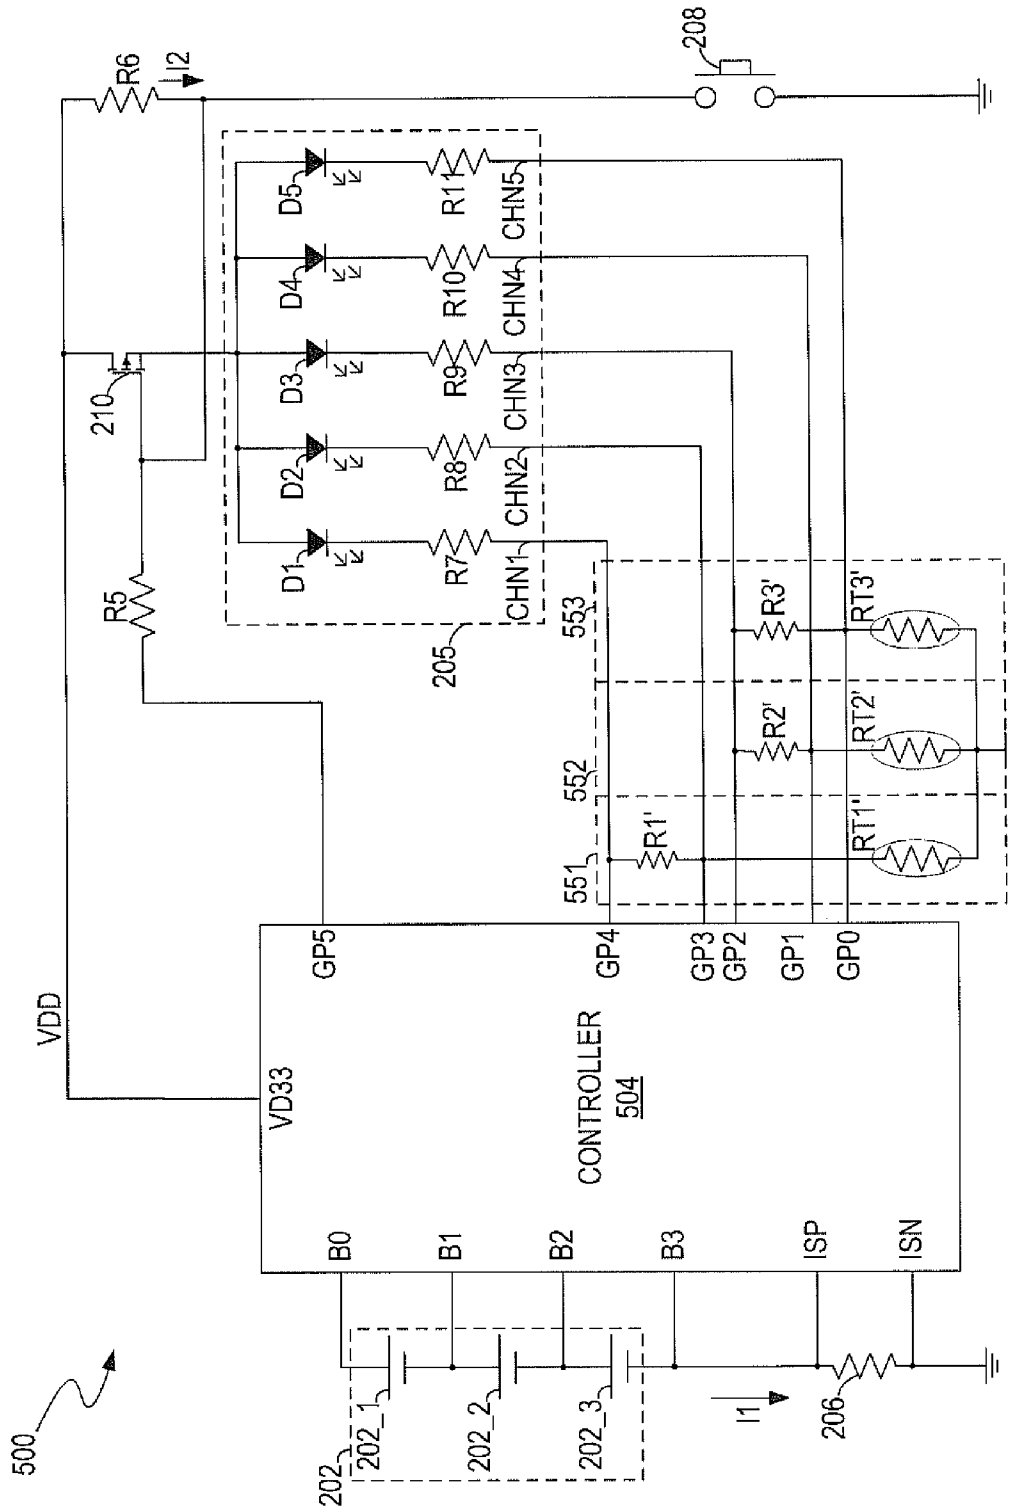 500
202
202_1
202_2
202_3
I1
206
B0
B1
B2
B3
ISP
ISN
VD33
CONTROLLER
504
GP5
GP4
GP3
GP2
GP1
GP0
VDD
R5
210
R6
I2
208
205
D1
D2
D3
D4
D5
R7
R8
R9
R10
R11
CHN1
CHN2
CHN3
CHN4
CHN5
551
552
553
R1'
R2'
R3'
RT1'
RT2'
RT3'